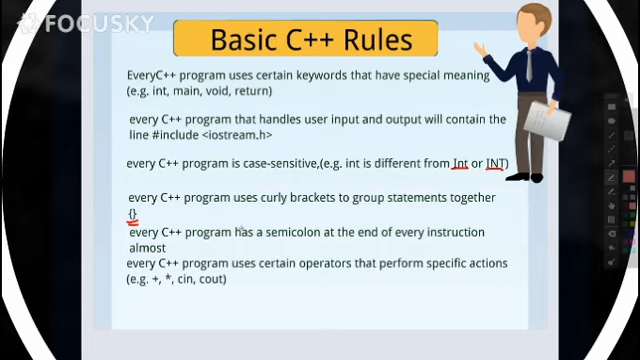 FOCUSKY
Basic C++ Rules
EveryC++ program uses certain keywords that have special meaning
(e.g. int, main, void, return)
every C++ program that handles user input and output will contain the
line #include <iostream.h>
every C++ program is case-sensitive,(e.g. int is different from Int or INT)
every C++ program uses curly brackets to group statements together
{}
every C++ program has a semicolon at the end of every instruction
almost
every C++ program uses certain operators that perform specific actions
(e.g. +, *, cin, cout)